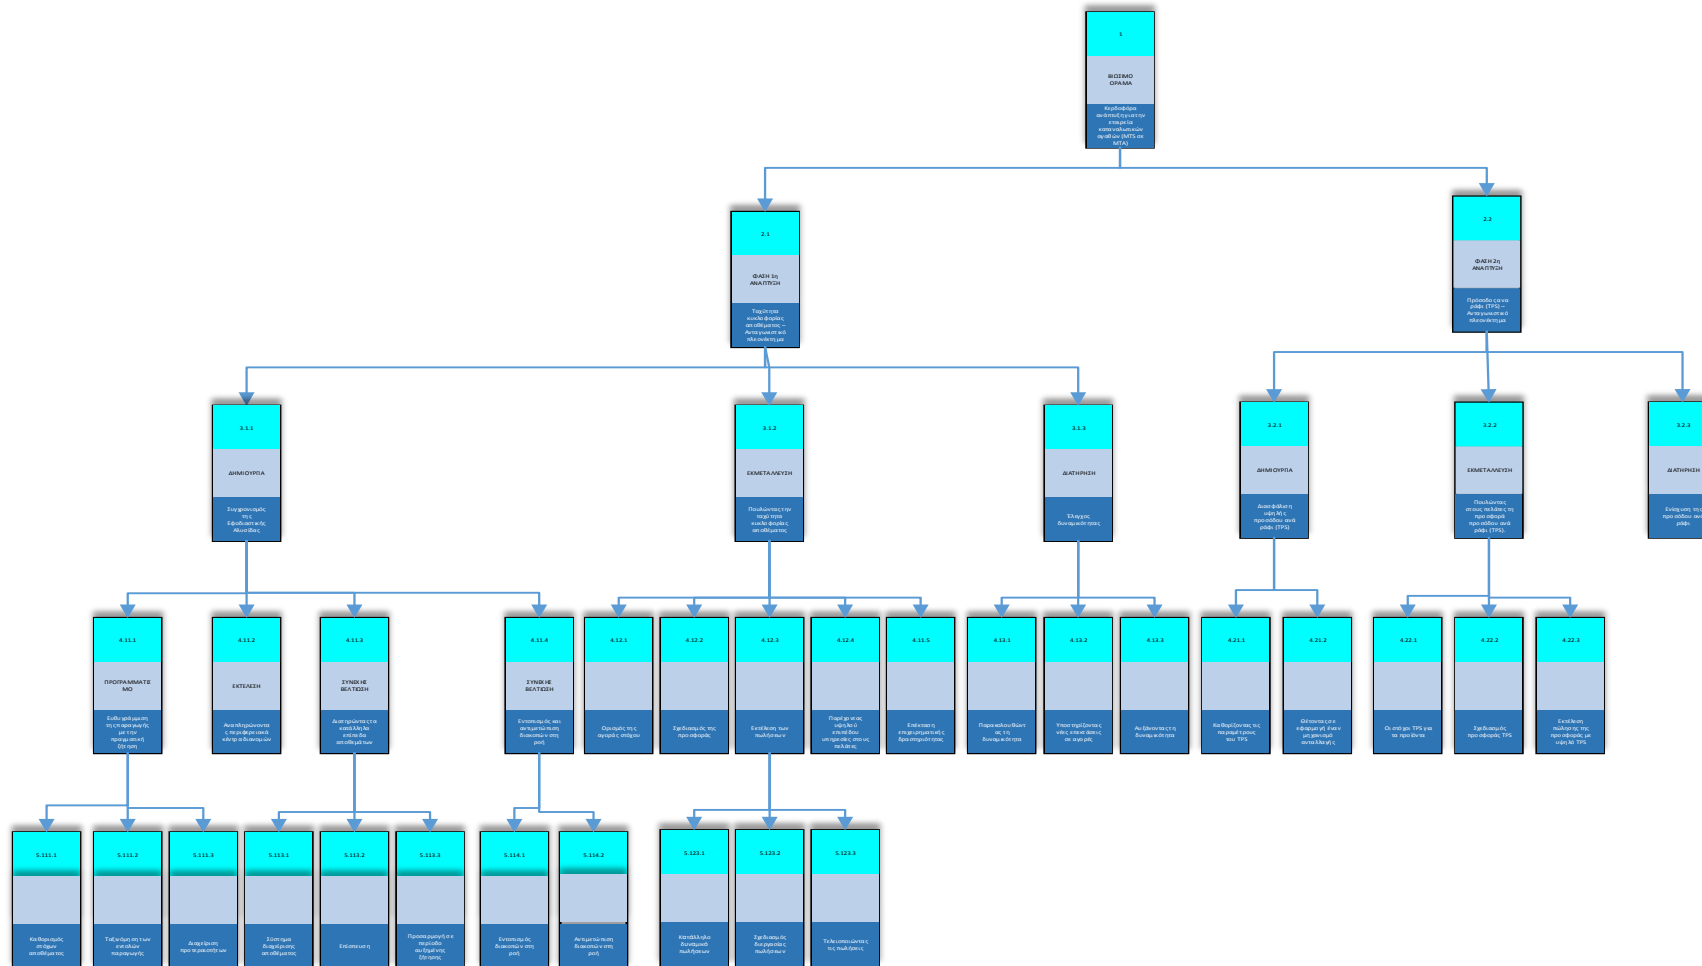 1
ΒΙΩΣΙΜΟ
ΟΡΑΜΑ
Κερδοφόρα
ανάπτυξη για την
εταιρεία
καταναλωτικών
αγαθών (MTS σε
MTA)
2.1
ΦΑΣΗ 1η
ΑΝΑΠΤΥΞΗ
Ταχύτητα
κυκλοφορίας
αποθέματος –
Ανταγωνιστικό
πλεονέκτημα
2.2
ΦΑΣΗ 2η
ΑΝΑΠΤΥΞΗ
Πρόσοδος ανα
ράφι (TPS) –
Ανταγωνιστικό
πλεονέκτημα
3.1.1
ΔΗΜΙΟΥΡΓΙΑ
Συγχρονισμός
της
Εφοδιαστικής
Αλυσίδας
3.1.2
ΕΚΜΕΤΑΛΛΕΥΣΗ
Πουλώντας την
ταχύτητα
κυκλοφορίας
αποθέματος
3.1.3
ΔΙΑΤΗΡΗΣΗ
Έλεγχος
δυναμικότητας
3.2.1
ΔΗΜΙΟΥΡΓΙΑ
Διασφάλιση
υψηλής
προσόδου ανά
ράφι (TPS)
3.2.2
ΕΚΜΕΤΑΛΛΕΥΣΗ
Πουλώντας
στους πελάτες τη
προσφορά
προσόδου ανά
ράφι (TPS).
3.2.3
ΔΙΑΤΗΡΗΣΗ
Ενίσχυση της
προσόδου ανά
ράφι
4.11.1
ΠΡΟΓΡΑΜΜΑΤΙΣ
ΜΟ
Ευθυγράμμιση
της παραγωγής
με την
πραγματική
ζήτηση
4.11.2
ΕΚΤΕΛΕΣΗ
Αναπληρώνοντα
ς περιφερειακά
κέντρα διανομών
4.11.3
ΣΥΝΕΧΗΣ
ΒΕΛΤΙΩΣΗ
Διατηρώντας τα
κατάλληλα
επίπεδα
αποθεμάτων
4.11.4
ΣΥΝΕΧΗΣ
ΒΕΛΤΙΩΣΗ
Εντοπισμός και
αντιμετώπιση
διακοπών στη
ροή
4.12.1
Ορισμός της
αγοράς στόχου
4.12.2
Σχεδιασμός της
προσφοράς
4.12.3
Εκτέλεση των
πωλήσεων
4.12.4
Παρέχοντας
υψηλού
επιπέδου
υπηρεσίες στους
πελάτες
4.11.5
Επέκταση
επιχειρηματικής
δραστηριότητας
4.13.1
Παρακολουθώντ
ας τη
δυναμικότητα
4.13.2
Υποστηρίζοντας
νέες επεκτάσεις
σε αγορές
4.13.3
Αυξάνοντας τη
δυναμικότητα
4.21.1
Καθορίζοντας τις
παραμέτρους
του TPS
4.21.2
Θέτοντας σε
εφαρμογή έναν
μηχανισμό
ανταλλαγής
4.22.1
Οι στόχοι TPS για
τα προϊόντα
4.22.2
Σχεδιασμός
προσφοράς TPS
4.22.3
Εκτέλεση
πώλησης της
προσφοράς με
υψηλό TPS
5.111.1
Καθορισμός
στόχων
αποθέματος
5.111.2
Ταξινόμηση των
εντολών
παραγωγής
5.111.3
Διαχείριση
προτεραιοτήτων
5.113.1
Σύστημα
διαχείρισης
αποθέματος
5.113.2
Επίσπευση
5.113.3
Προσαρμογή σε
περίοδο
αυξημένης
ζήτησης
5.114.1
Εντοπισμός
διακοπών στη
ροή
5.114.2
Αντιμετώπιση
διακοπών στη
ροή
5.123.1
Κατάλληλο
δυναμικό
πωλήσεων
5.123.2
Σχεδιασμός
διεργασίας
πωλήσεων
5.123.3
Τελειοποιώντας
τις πωλήσεις